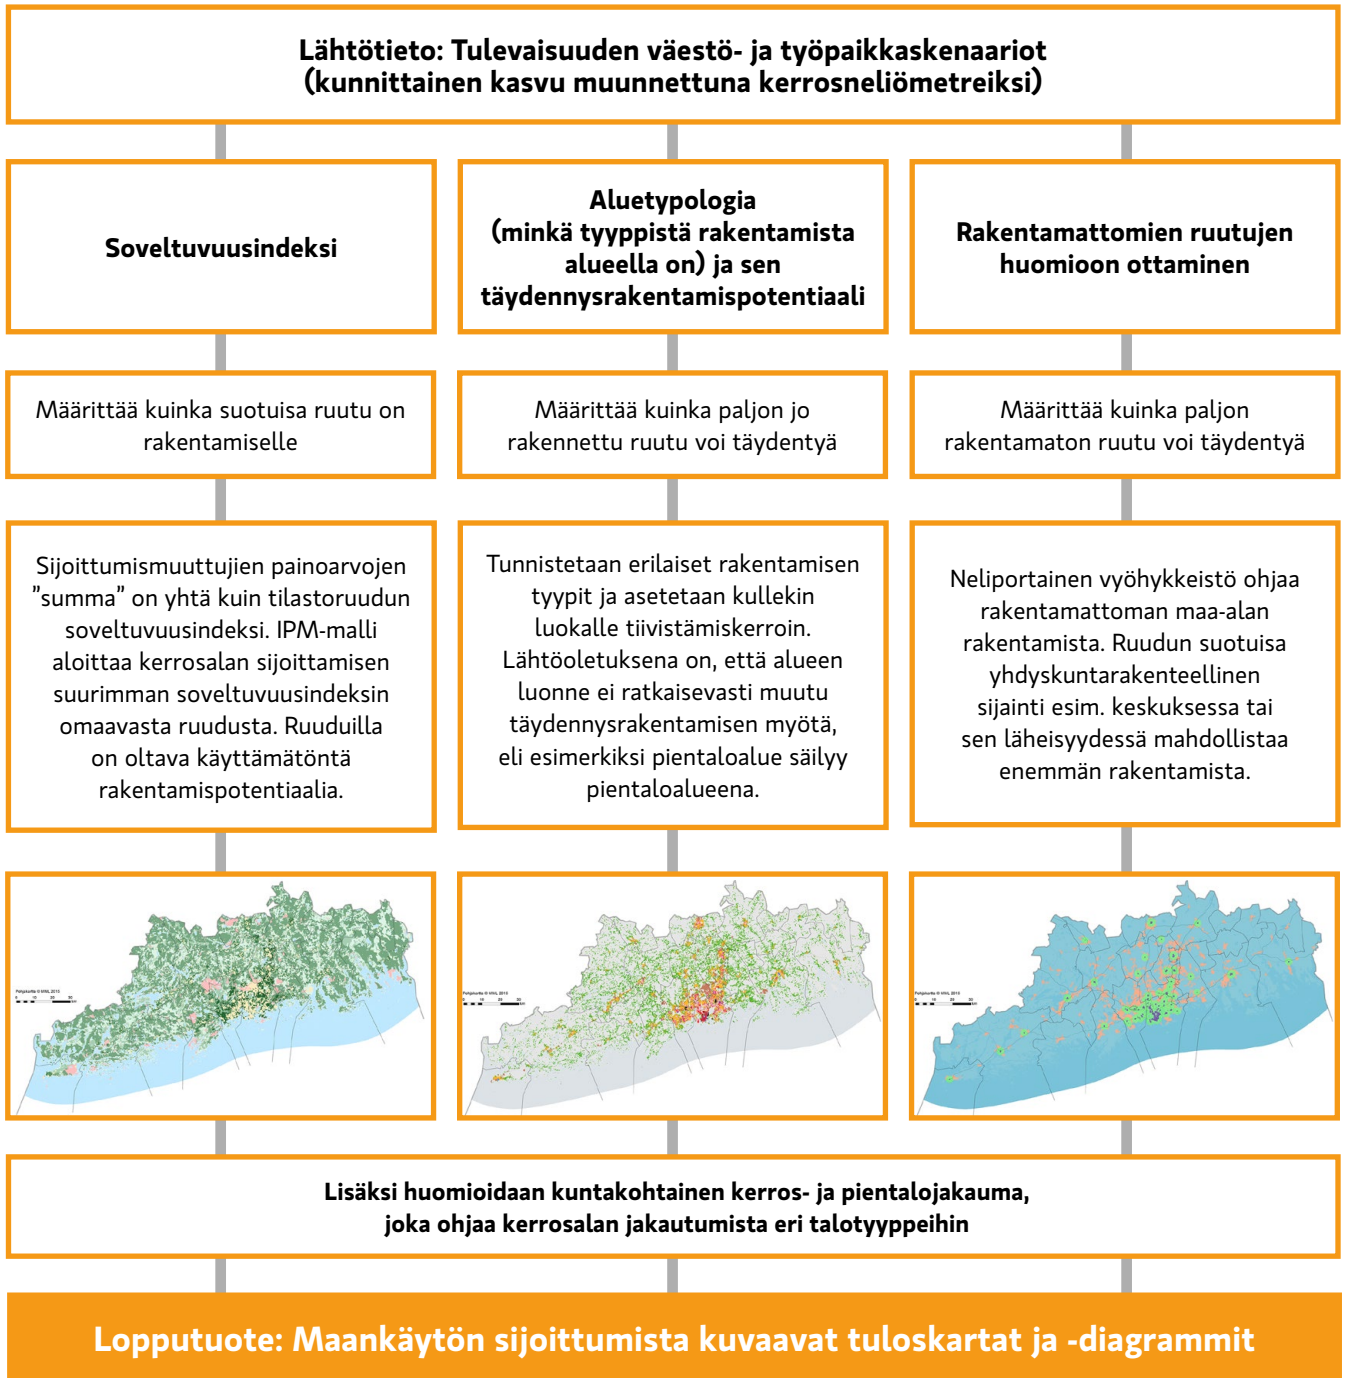 Lähtötieto: Tulevaisuuden väestö- ja työpaikkaskenaariot
(kunnittainen kasvu muunnettuna kerrosneliömetreiksi)
Soveltuvuusindeksi
Aluetypologia
(minkä tyyppistä rakentamista
alueella on) ja sen
täydennysrakentamispotentiaali
Rakentamattomien ruutujen
huomioon ottaminen
Määrittää kuinka suotuisa ruutu on
rakentamiselle
Määrittää kuinka paljon jo
rakennettu ruutu voi täydentyä
Määrittää kuinka paljon
rakentamaton ruutu voi täydentyä
Sijoittumismuuttujien painoarvojen
”summa” on yhtä kuin tilastoruudun
soveltuvuusindeksi. IPM-malli
aloittaa kerrosalan sijoittamisen
suurimman soveltuvuusindeksin
omaavasta ruudusta. Ruuduilla
on oltava käyttämätöntä
rakentamispotentiaalia.
Tunnistetaan erilaiset rakentamisen
tyypit ja asetetaan kullekin
luokalle tiivistämiskerroin.
Lähtöoletuksena on, että alueen
luonne ei ratkaisevasti muutu
täydennysrakentamisen myötä,
eli esimerkiksi pientaloalue säilyy
pientaloalueena.
Neliportainen vyöhykkeistö ohjaa
rakentamattoman maa-alan
rakentamista. Ruudun suotuisa
yhdyskuntarakenteellinen
sijainti esim. keskuksessa tai
sen läheisyydessä mahdollistaa
enemmän rakentamista.
Lisäksi huomioidaan kuntakohtainen kerros- ja pientalojakauma,
joka ohjaa kerrosalan jakautumista eri talotyyppeihin
Lopputuote: Maankäytön sijoittumista kuvaavat tuloskartat ja -diagrammit